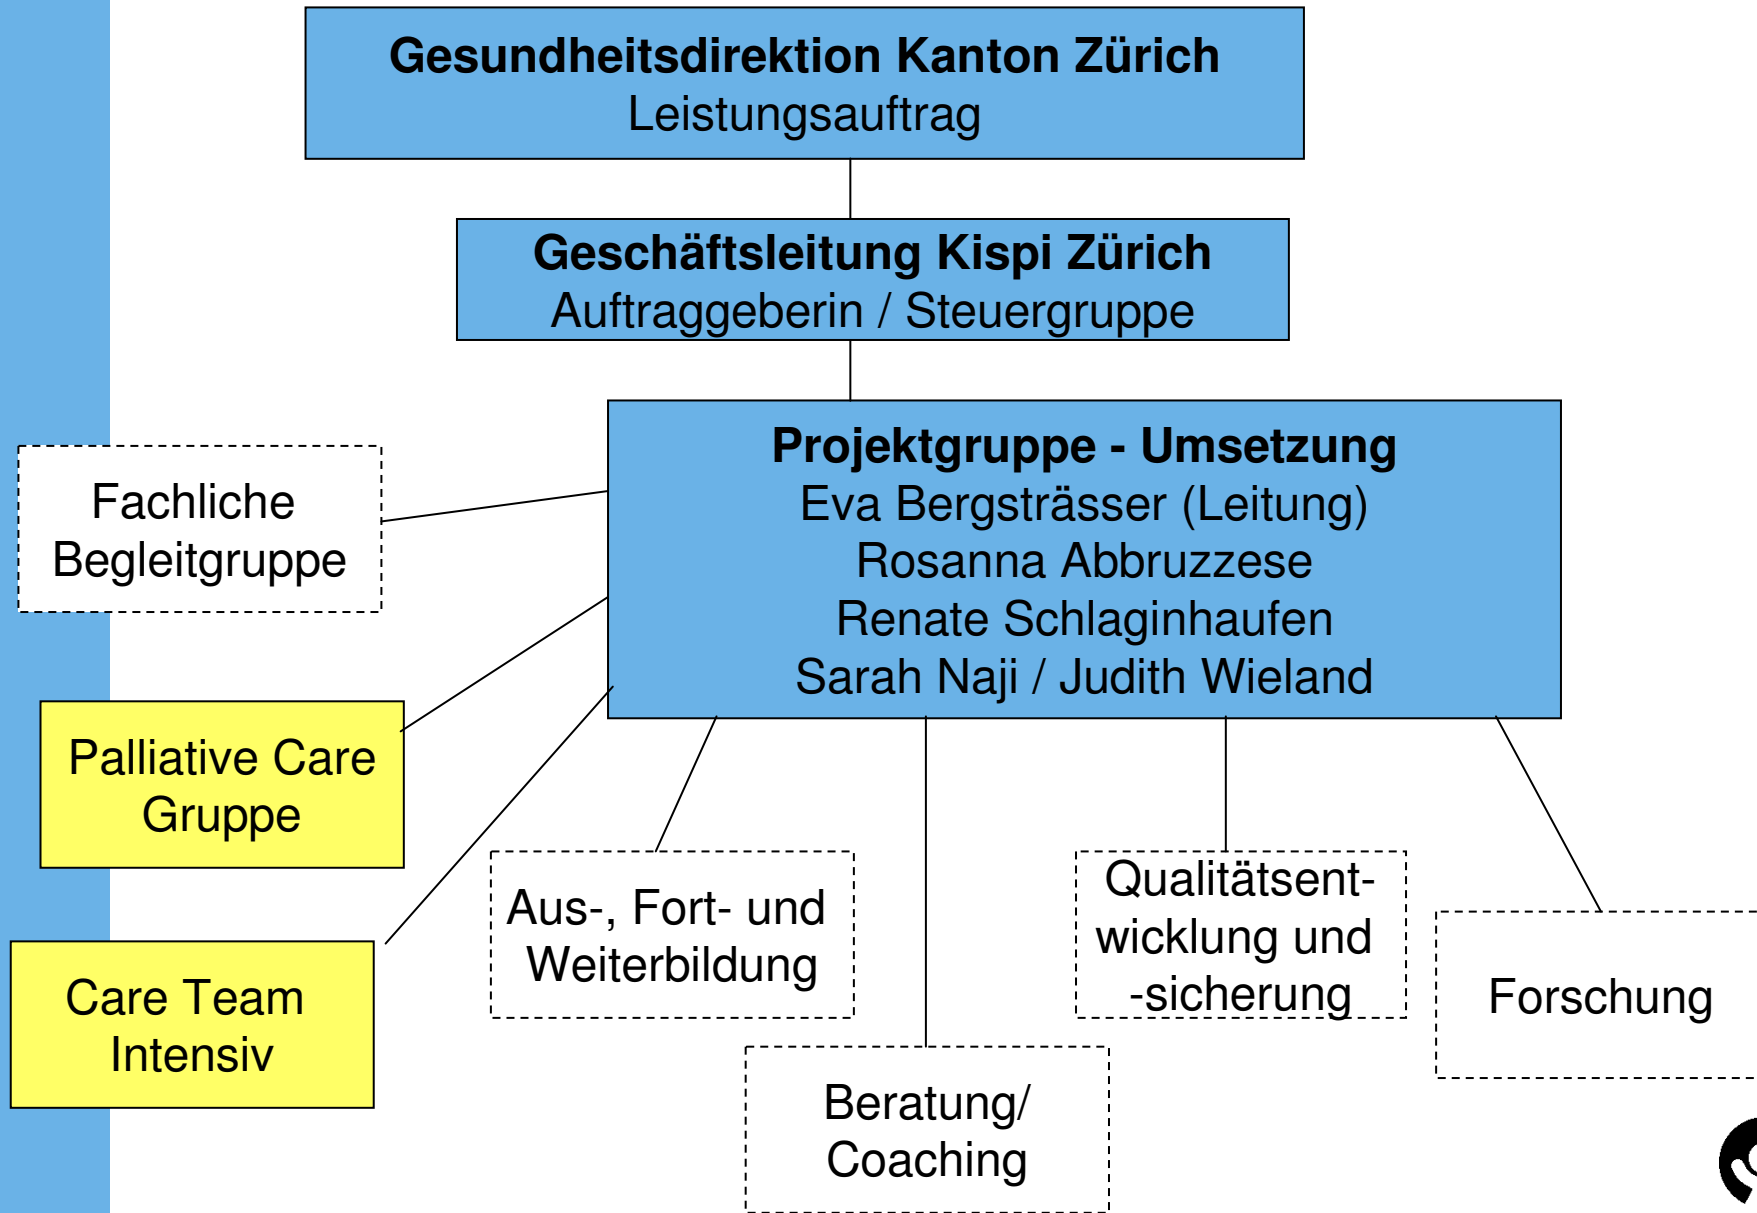 Gesundheitsdirektion Kanton Zürich
Leistungsauftrag
Geschäftsleitung Kispi Zürich
Auftraggeberin / Steuergruppe
Projektgruppe - Umsetzung
Eva Bergsträsser (Leitung)
Rosanna Abbruzzese
Renate Schlaginhaufen
Sarah Naji / Judith Wieland
Fachliche
Begleitgruppe
Palliative Care
Gruppe
Care Team
Intensiv
Aus-, Fort- und
Weiterbildung
Beratung/
Coaching
Qualitätsent-
wicklung und
-sicherung
Forschung